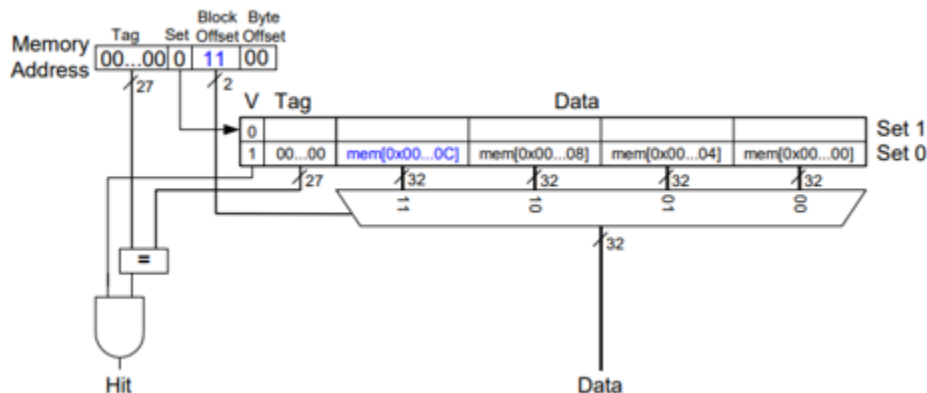 Block Byte
Tag Set Offset Offset
Memory Address 00...00 0 11 00
27 2
V Tag Data
0 Set 1
1 00...00 mem[0x00...0C] mem[0x00...08] mem[0x00...04] mem[0x00...00] Set 0
27 32 32 32 32
11 10 01 00
32
=
Hit Data